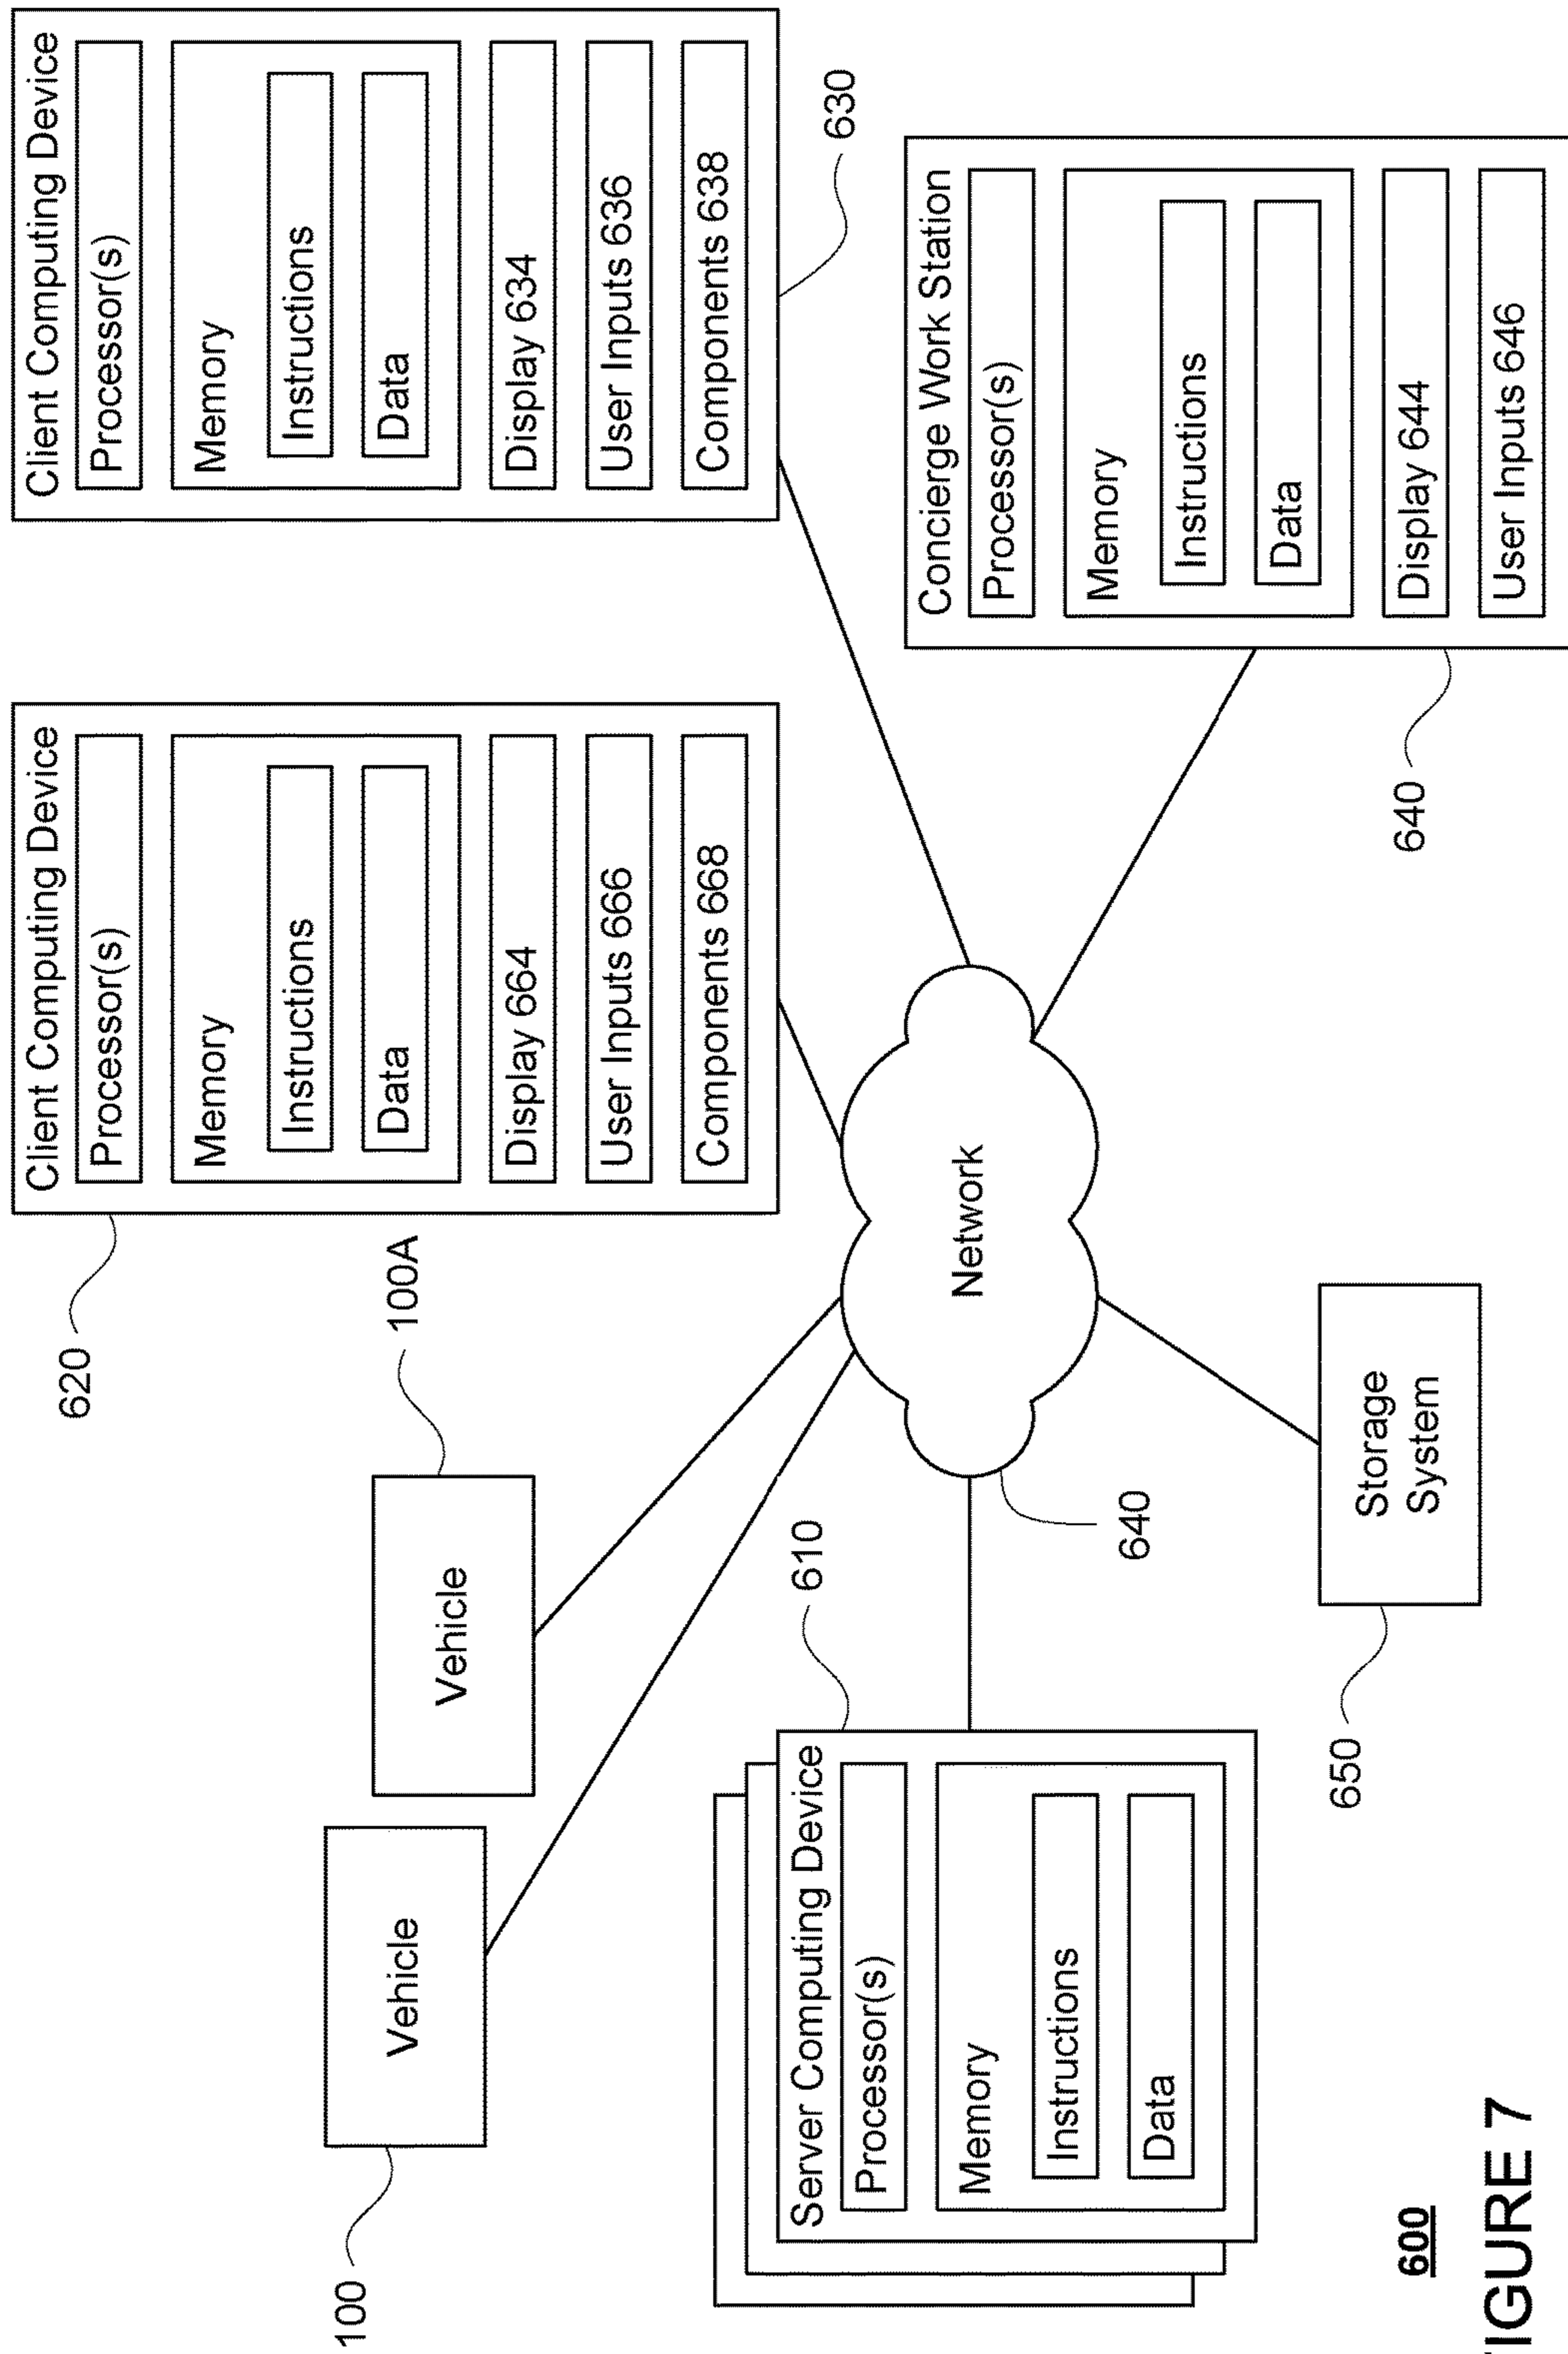 Client Computing Device
Processor(s)
Memory
Instructions
Data
Display 664
User Inputs 666
Components 668
620
Client Computing Device
Processor(s)
Memory
Instructions
Data
Display 634
User Inputs 636
Components 638
630
Vehicle
100
Vehicle
100A
Server Computing Device
Processor(s)
Memory
Instructions
Data
610
Network
640
Concierge Work Station
Processor(s)
Memory
Instructions
Data
Display 644
User Inputs 646
640
Storage
System
650
600
IGURE 7